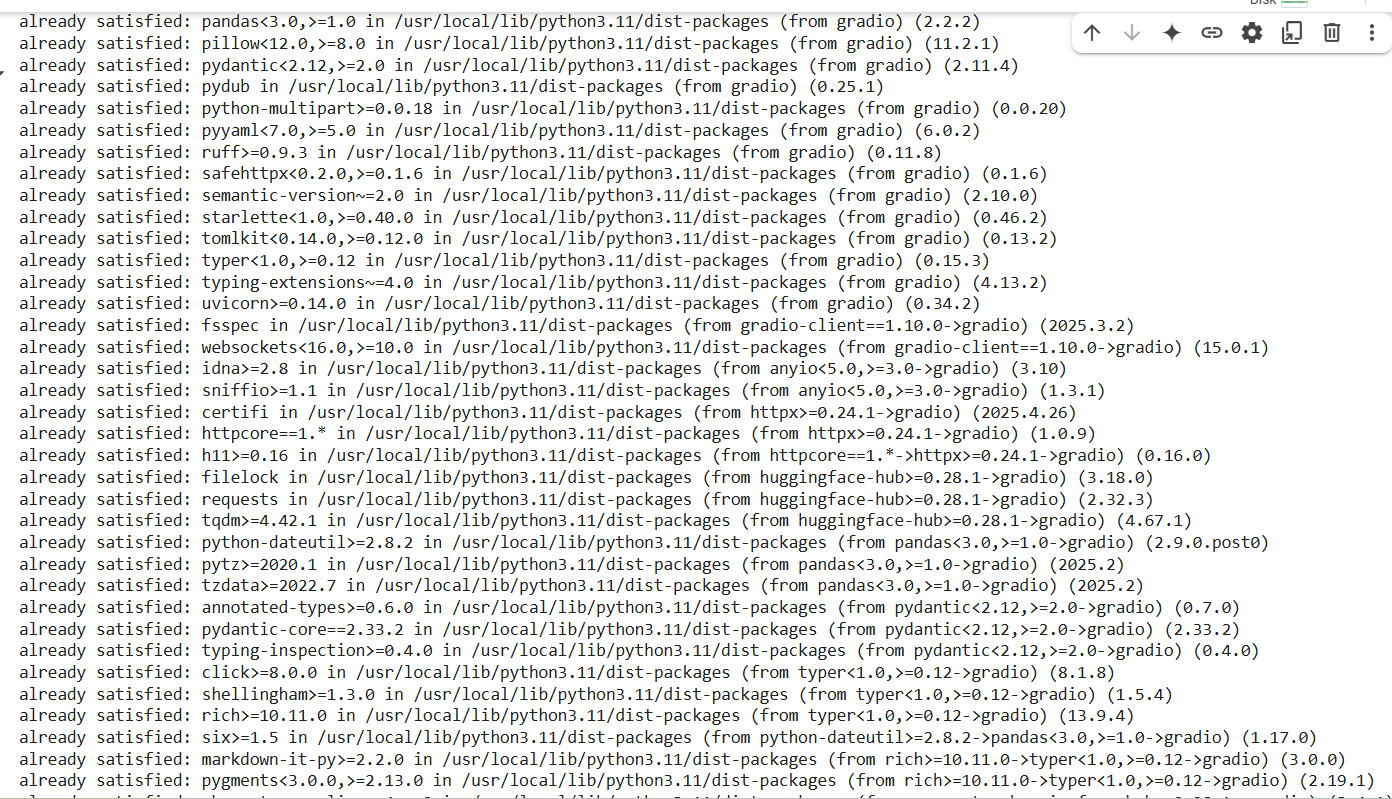 Disk
already satisfied: pandas<3.0,>=1.0 in /usr/local/lib/python3.11/dist-packages (from gradio) (2.2.2)
already satisfied: pillow<12.0,>=8.0 in /usr/local/lib/python3.11/dist-packages (from gradio) (11.2.1)
already satisfied: pydantic<2.12,>=2.0 in /usr/local/lib/python3.11/dist-packages (from gradio) (2.11.4)
already satisfied: pydub in /usr/local/lib/python3.11/dist-packages (from gradio) (0.25.1)
already satisfied: python-multipart>=0.0.18 in /usr/local/lib/python3.11/dist-packages (from gradio) (0.0.20)
already satisfied: pyyaml<7.0,>=5.0 in /usr/local/lib/python3.11/dist-packages (from gradio) (6.0.2)
already satisfied: ruff>=0.9.3 in /usr/local/lib/python3.11/dist-packages (from gradio) (0.11.8)
already satisfied: safehttpx<0.2.0,>=0.1.6 in /usr/local/lib/python3.11/dist-packages (from gradio) (0.1.6)
already satisfied: semantic-version~=2.0 in /usr/local/lib/python3.11/dist-packages (from gradio) (2.10.0)
already satisfied: starlette<1.0,>=0.40.0 in /usr/local/lib/python3.11/dist-packages (from gradio) (0.46.2)
already satisfied: tomlkit<0.14.0,>=0.12.0 in /usr/local/lib/python3.11/dist-packages (from gradio) (0.13.2)
already satisfied: typer<1.0,>=0.12 in /usr/local/lib/python3.11/dist-packages (from gradio) (0.15.3)
already satisfied: typing-extensions~=4.0 in /usr/local/lib/python3.11/dist-packages (from gradio) (4.13.2)
already satisfied: uvicorn>=0.14.0 in /usr/local/lib/python3.11/dist-packages (from gradio) (0.34.2)
already satisfied: fsspec in /usr/local/lib/python3.11/dist-packages (from gradio-client==1.10.0->gradio) (2025.3.2)
already satisfied: websockets<16.0,>=10.0 in /usr/local/lib/python3.11/dist-packages (from gradio-client==1.10.0->gradio) (15.0.1)
already satisfied: idna>=2.8 in /usr/local/lib/python3.11/dist-packages (from anyio<5.0,>=3.0->gradio) (3.10)
already satisfied: sniffio>=1.1 in /usr/local/lib/python3.11/dist-packages (from anyio<5.0,>=3.0->gradio) (1.3.1)
already satisfied: certifi in /usr/local/lib/python3.11/dist-packages (from httpx>=0.24.1->gradio) (2025.4.26)
already satisfied: httpcore==1.* in /usr/local/lib/python3.11/dist-packages (from httpx>=0.24.1->gradio) (1.0.9)
already satisfied: h11>=0.16 in /usr/local/lib/python3.11/dist-packages (from httpcore==1.*->httpx>=0.24.1->gradio) (0.16.0)
already satisfied: filelock in /usr/local/lib/python3.11/dist-packages (from huggingface-hub>=0.28.1->gradio) (3.18.0)
already satisfied: requests in /usr/local/lib/python3.11/dist-packages (from huggingface-hub>=0.28.1->gradio) (2.32.3)
already satisfied: tqdm>=4.42.1 in /usr/local/lib/python3.11/dist-packages (from huggingface-hub>=0.28.1->gradio) (4.67.1)
already satisfied: python-dateutil>=2.8.2 in /usr/local/lib/python3.11/dist-packages (from pandas<3.0,>=1.0->gradio) (2.9.0.post0)
already satisfied: pytz>=2020.1 in /usr/local/lib/python3.11/dist-packages (from pandas<3.0,>=1.0->gradio) (2025.2)
already satisfied: tzdata>=2022.7 in /usr/local/lib/python3.11/dist-packages (from pandas<3.0,>=1.0->gradio) (2025.2)
already satisfied: annotated-types>=0.6.0 in /usr/local/lib/python3.11/dist-packages (from pydantic<2.12,>=2.0->gradio) (0.7.0)
already satisfied: pydantic-core==2.33.2 in /usr/local/lib/python3.11/dist-packages (from pydantic<2.12,>=2.0->gradio) (2.33.2)
already satisfied: typing-inspection>=0.4.0 in /usr/local/lib/python3.11/dist-packages (from pydantic<2.12,>=2.0->gradio) (0.4.0)
already satisfied: click>=8.0.0 in /usr/local/lib/python3.11/dist-packages (from typer<1.0,>=0.12->gradio) (8.1.8)
already satisfied: shellingham>=1.3.0 in /usr/local/lib/python3.11/dist-packages (from typer<1.0,>=0.12->gradio) (1.5.4)
already satisfied: rich>=10.11.0 in /usr/local/lib/python3.11/dist-packages (from typer<1.0,>=0.12->gradio) (13.9.4)
already satisfied: six>=1.5 in /usr/local/lib/python3.11/dist-packages (from python-dateutil>=2.8.2->pandas<3.0,>=1.0->gradio) (1.17.0)
already satisfied: markdown-it-py>=2.2.0 in /usr/local/lib/python3.11/dist-packages (from rich>=10.11.0->typer<1.0,>=0.12->gradio) (3.0.0)
already satisfied: pygments<3.0.0,>=2.13.0 in /usr/local/lib/python3.11/dist-packages (from rich>=10.11.0->typer<1.0,>=0.12->gradio) (2.19.1)